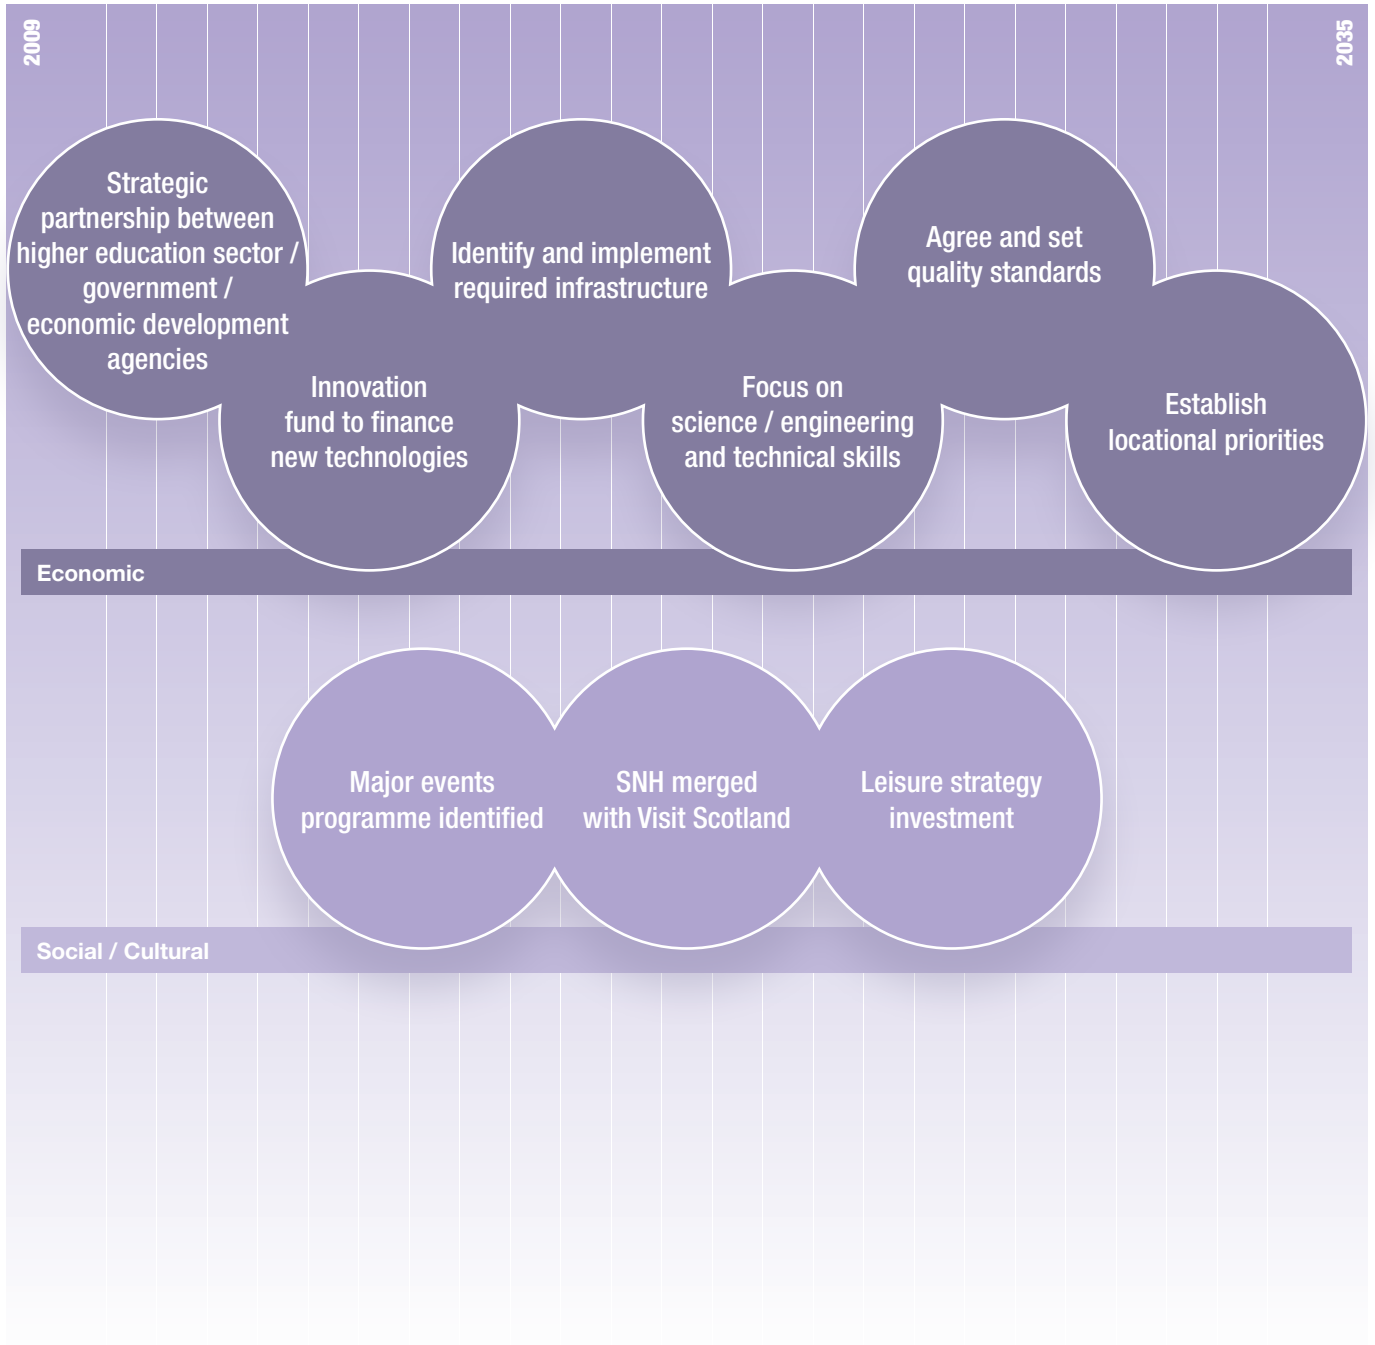 2009
2035
Strategic
partnership between
higher education sector /
government /
economic development
agencies
Innovation
fund to finance
new technologies
Identify and implement
required infrastructure
Focus on
science / engineering
and technical skills
Agree and set
quality standards
Establish
locational priorities
Economic
Major events
programme identified
SNH merged
with Visit Scotland
Leisure strategy
investment
Social / Cultural